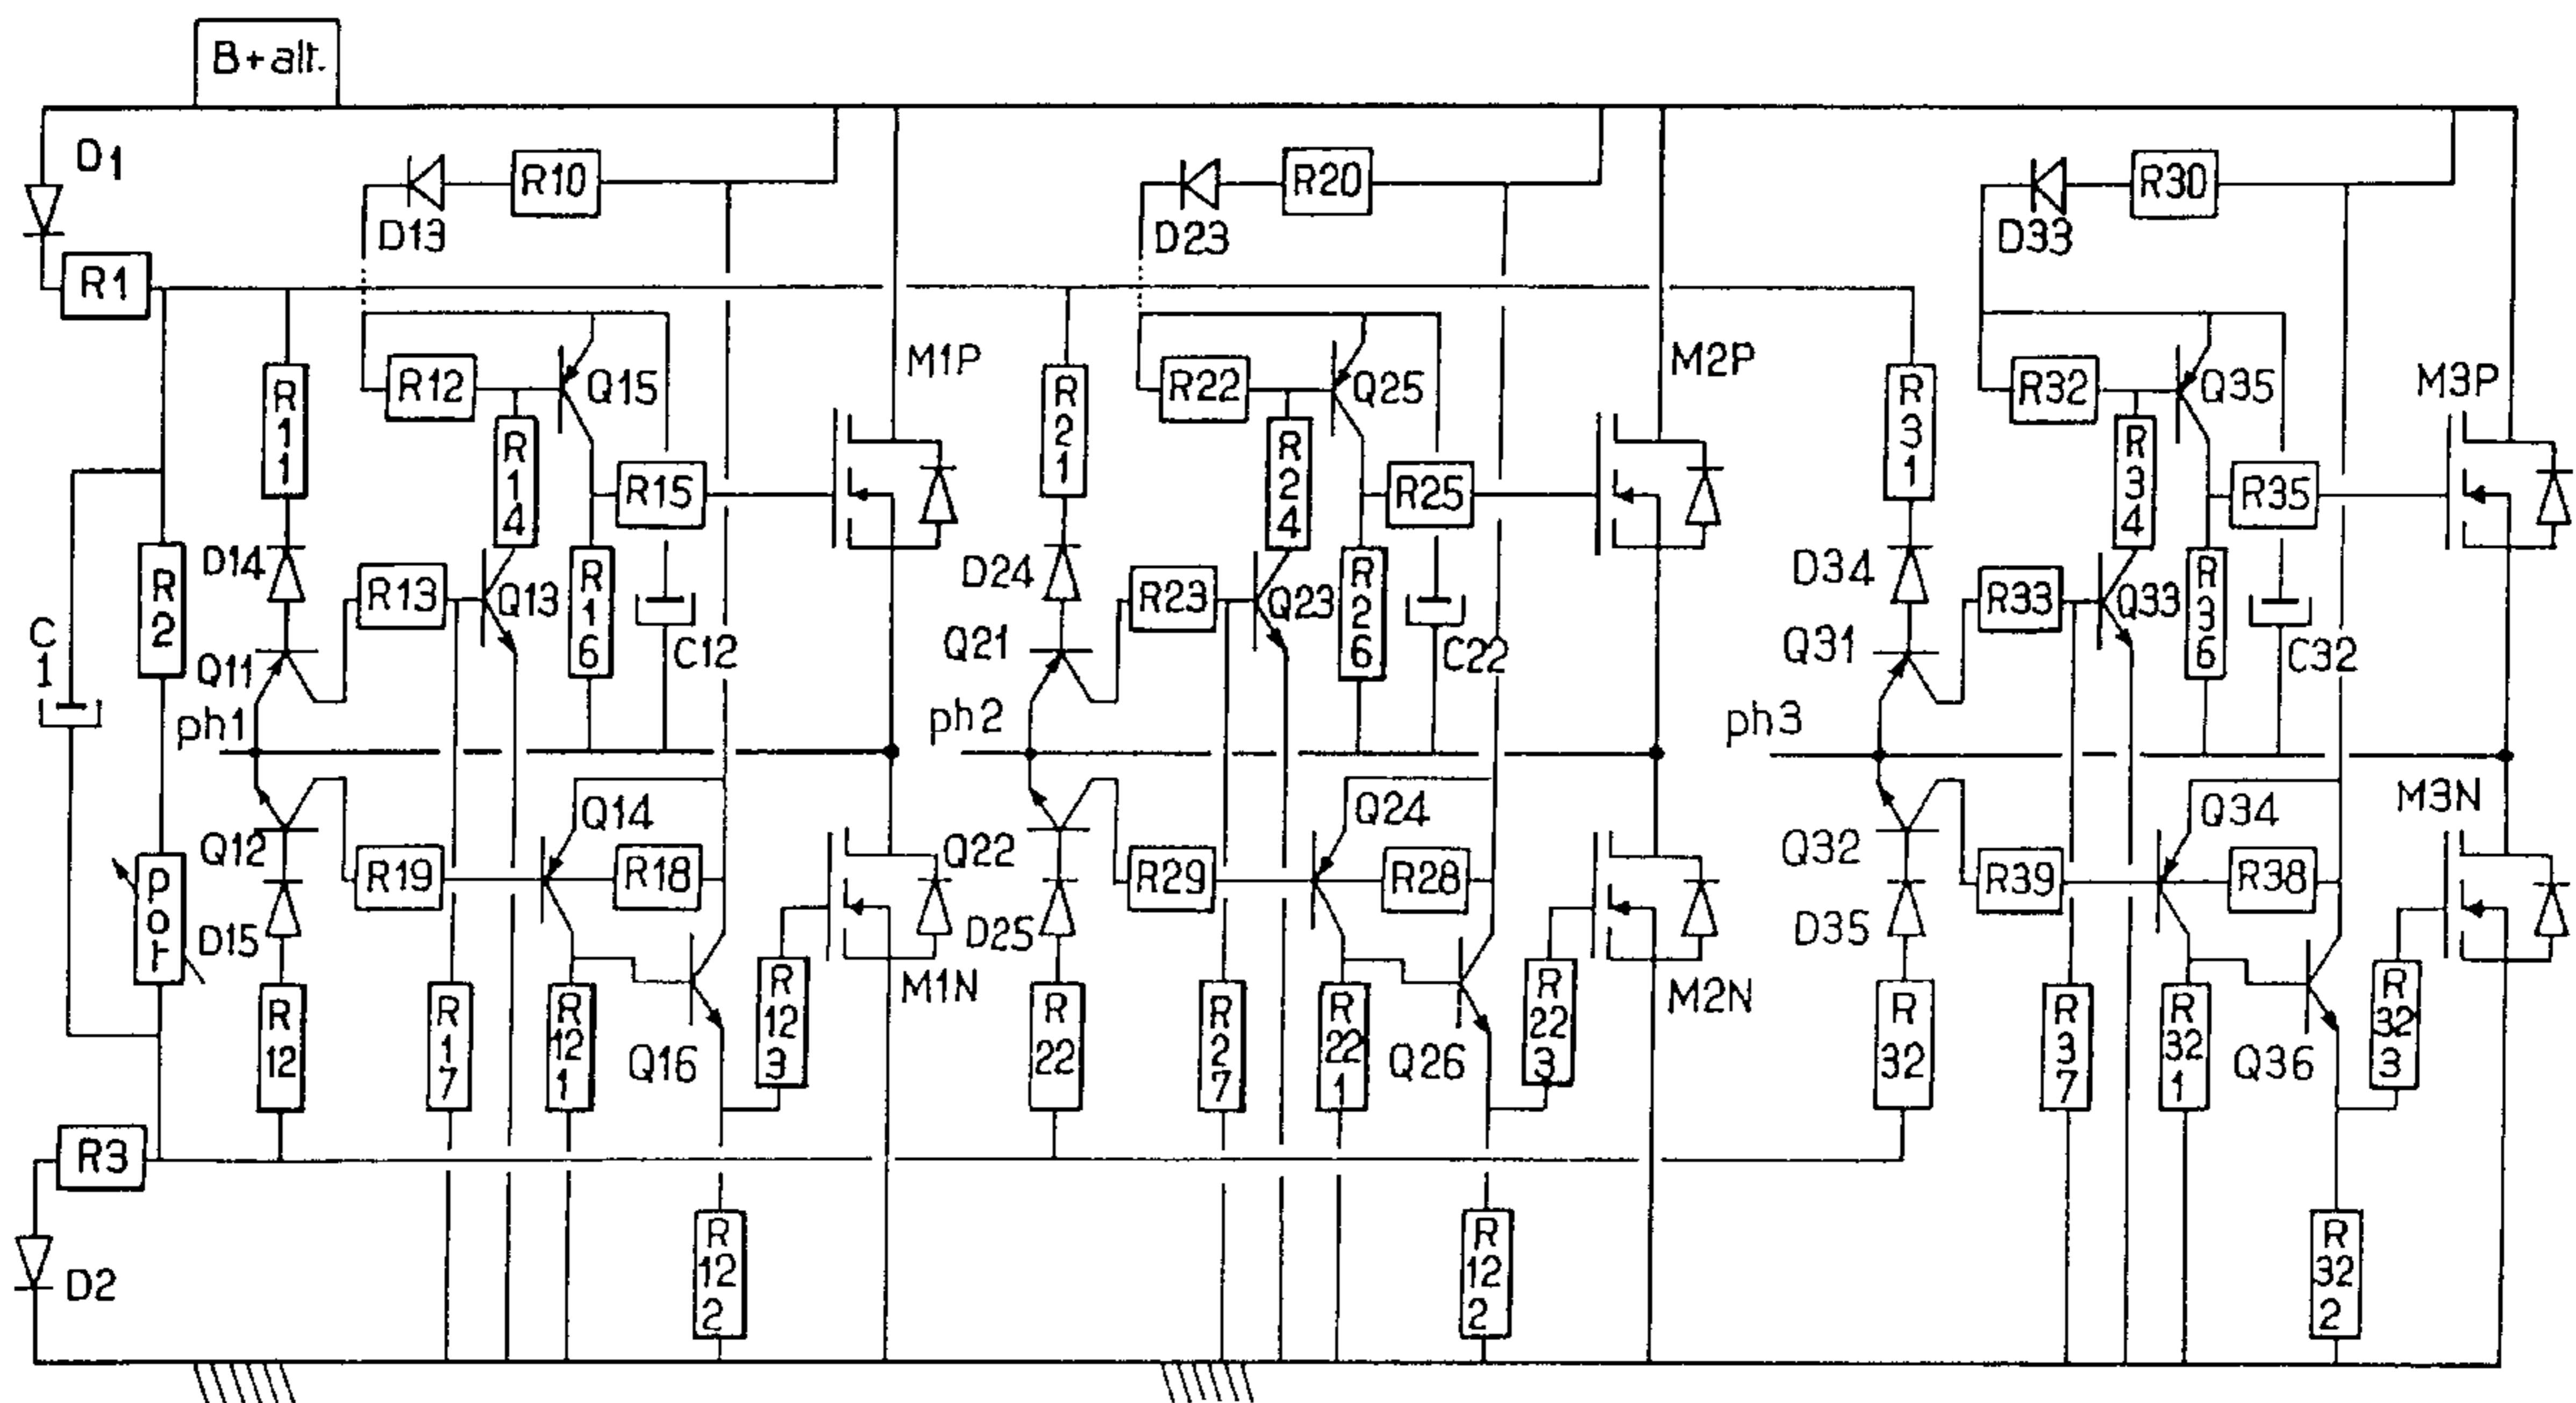 B+alt.
D1
R10
R20
R30
D13
D23
D33
R1
M1P
M2P
M3P
R12
Q15
R22
Q25
R32
Q35
R11
R14
R21
R24
R31
R34
R15
R25
R35
R2
D14
R13
Q13
R16
D24
R23
Q23
R26
D34
R33
Q33
R36
C1
Q11
C12
Q21
C22
Q31
C32
ph1
ph2
ph3
Q14
Q24
Q34
M3N
Q12
R19
R18
Q22
R29
R28
Q32
R39
R38
Pot
D15
D25
D35
M1N
M2N
R12
R17
R121
Q16
R123
R22
R27
R221
Q26
R223
R32
R37
R321
Q36
R323
R3
D2
R122
R122
R322